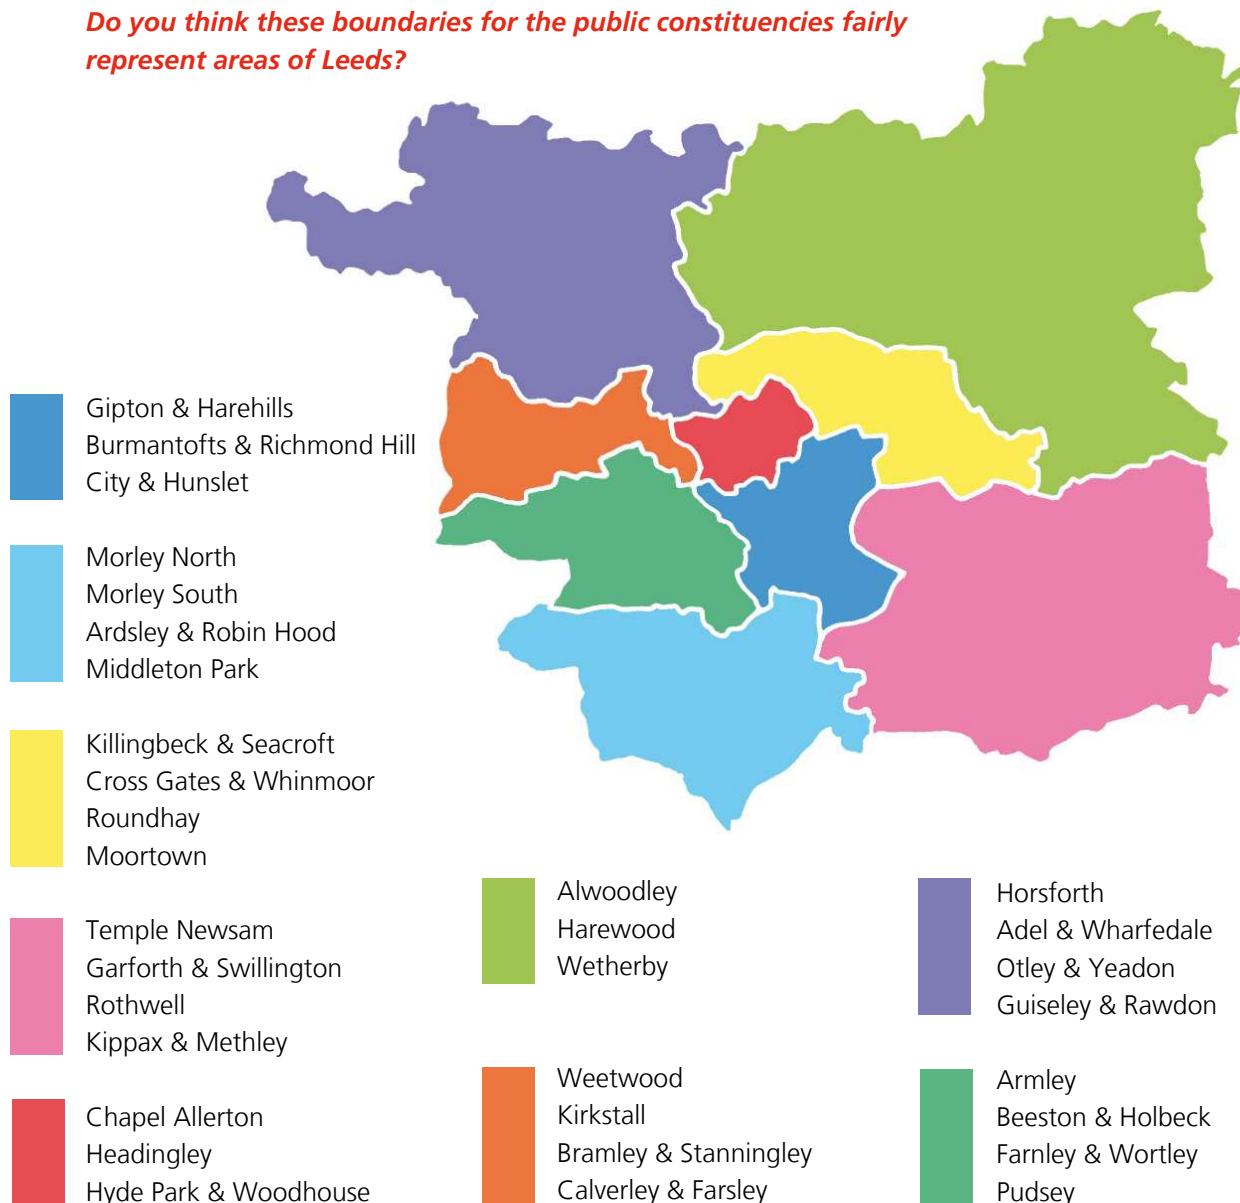 Do you think these boundaries for the public constituencies fairly
represent areas of Leeds?
Gipton & Harehills
Burmantofts & Richmond Hill
City & Hunslet
Morley North
Morley South
Ardsley & Robin Hood
Middleton Park
Killingbeck & Seacroft
Cross Gates & Whinmoor
Roundhay
Moortown
Temple Newsam
Garforth & Swillington
Rothwell
Kippax & Methley
Chapel Allerton
Headingley
Hyde Park & Woodhouse
Alwoodley
Harewood
Wetherby
Weetwood
Kirkstall
Bramley & Stanningley
Calverley & Farsley
Horsforth
Adel & Wharfedale
Otley & Yeadon
Guiseley & Rawdon
Armley
Beeston & Holbeck
Farnley & Wortley
Pudsey